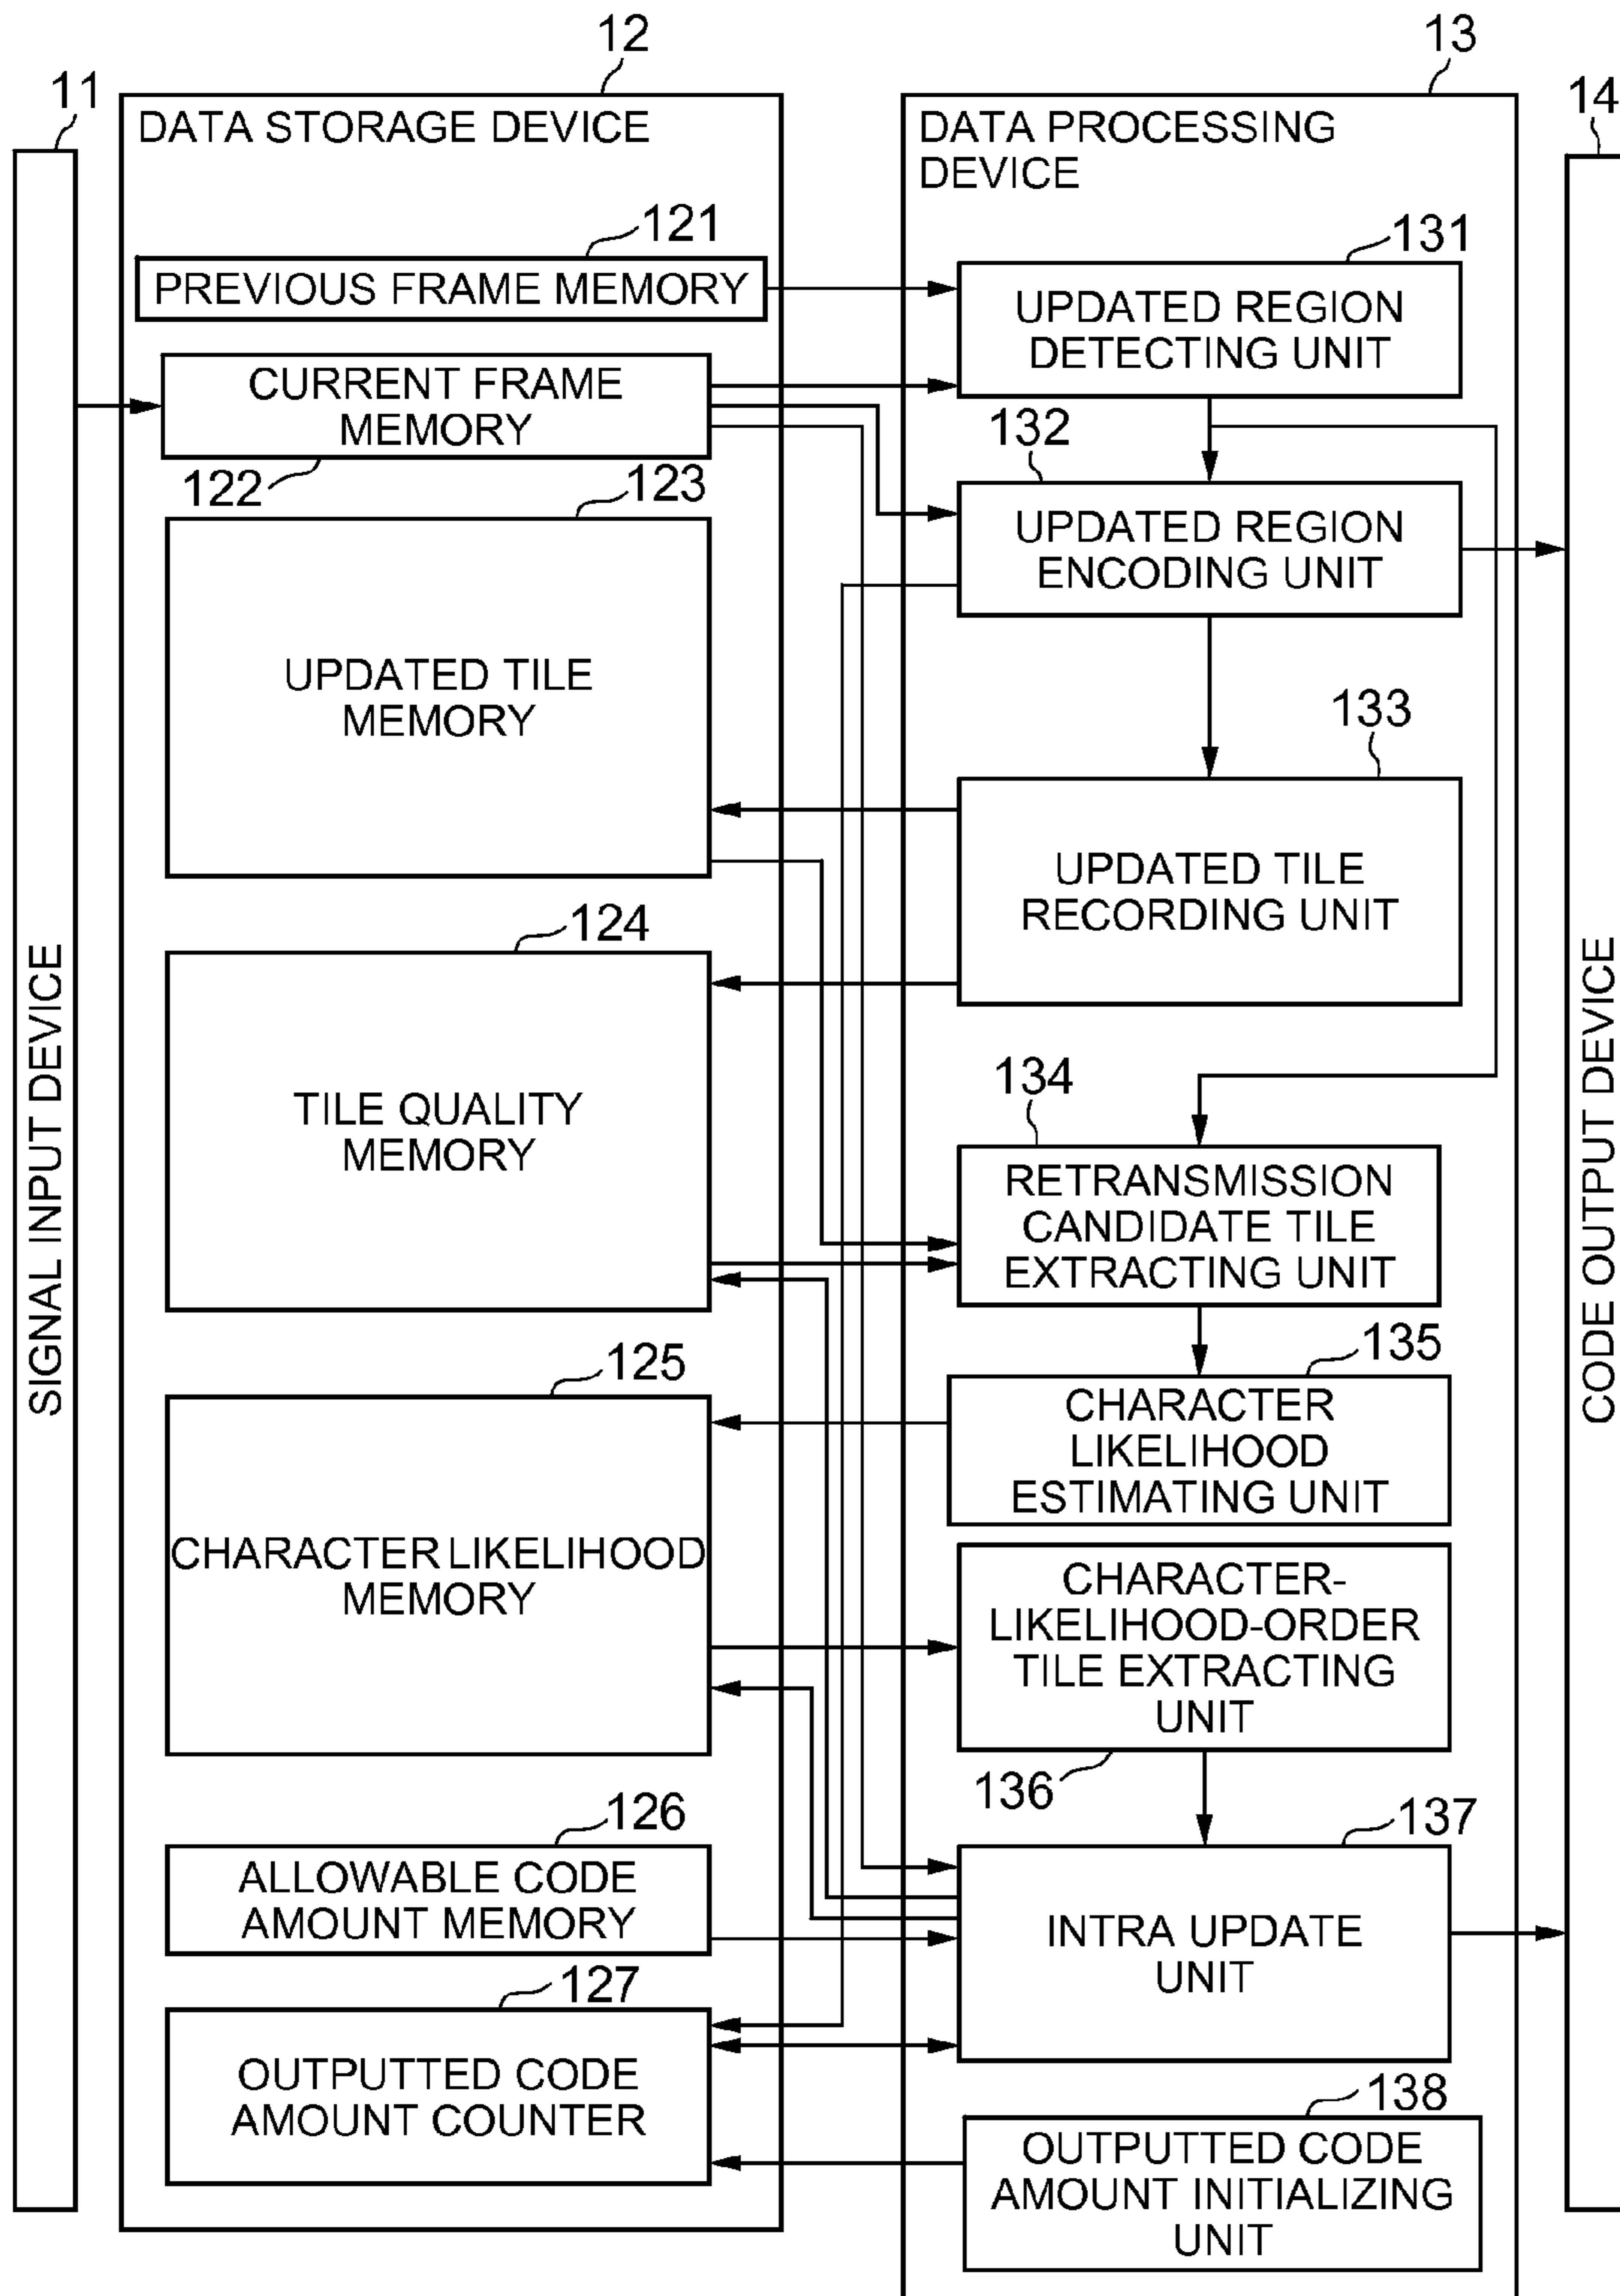 11
SIGNAL INPUT DEVICE
12
DATA STORAGE DEVICE
121
PREVIOUS FRAME MEMORY
CURRENT FRAME
MEMORY
122
123
UPDATED TILE
MEMORY
124
TILE QUALITY
MEMORY
125
CHARACTER LIKELIHOOD
MEMORY
126
ALLOWABLE CODE
AMOUNT MEMORY
127
OUTPUTTED CODE
AMOUNT COUNTER
13
DATA PROCESSING
DEVICE
131
UPDATED REGION
DETECTING UNIT
132
UPDATED REGION
ENCODING UNIT
133
UPDATED TILE
RECORDING UNIT
134
RETRANSMISSION
CANDIDATE TILE
EXTRACTING UNIT
135
CHARACTER
LIKELIHOOD
ESTIMATING UNIT
CHARACTER-
LIKELIHOOD-ORDER
TILE EXTRACTING
UNIT
136
137
INTRA UPDATE
UNIT
138
OUTPUTTED CODE
AMOUNT INITIALIZING
UNIT
14
CODE OUTPUT DEVICE